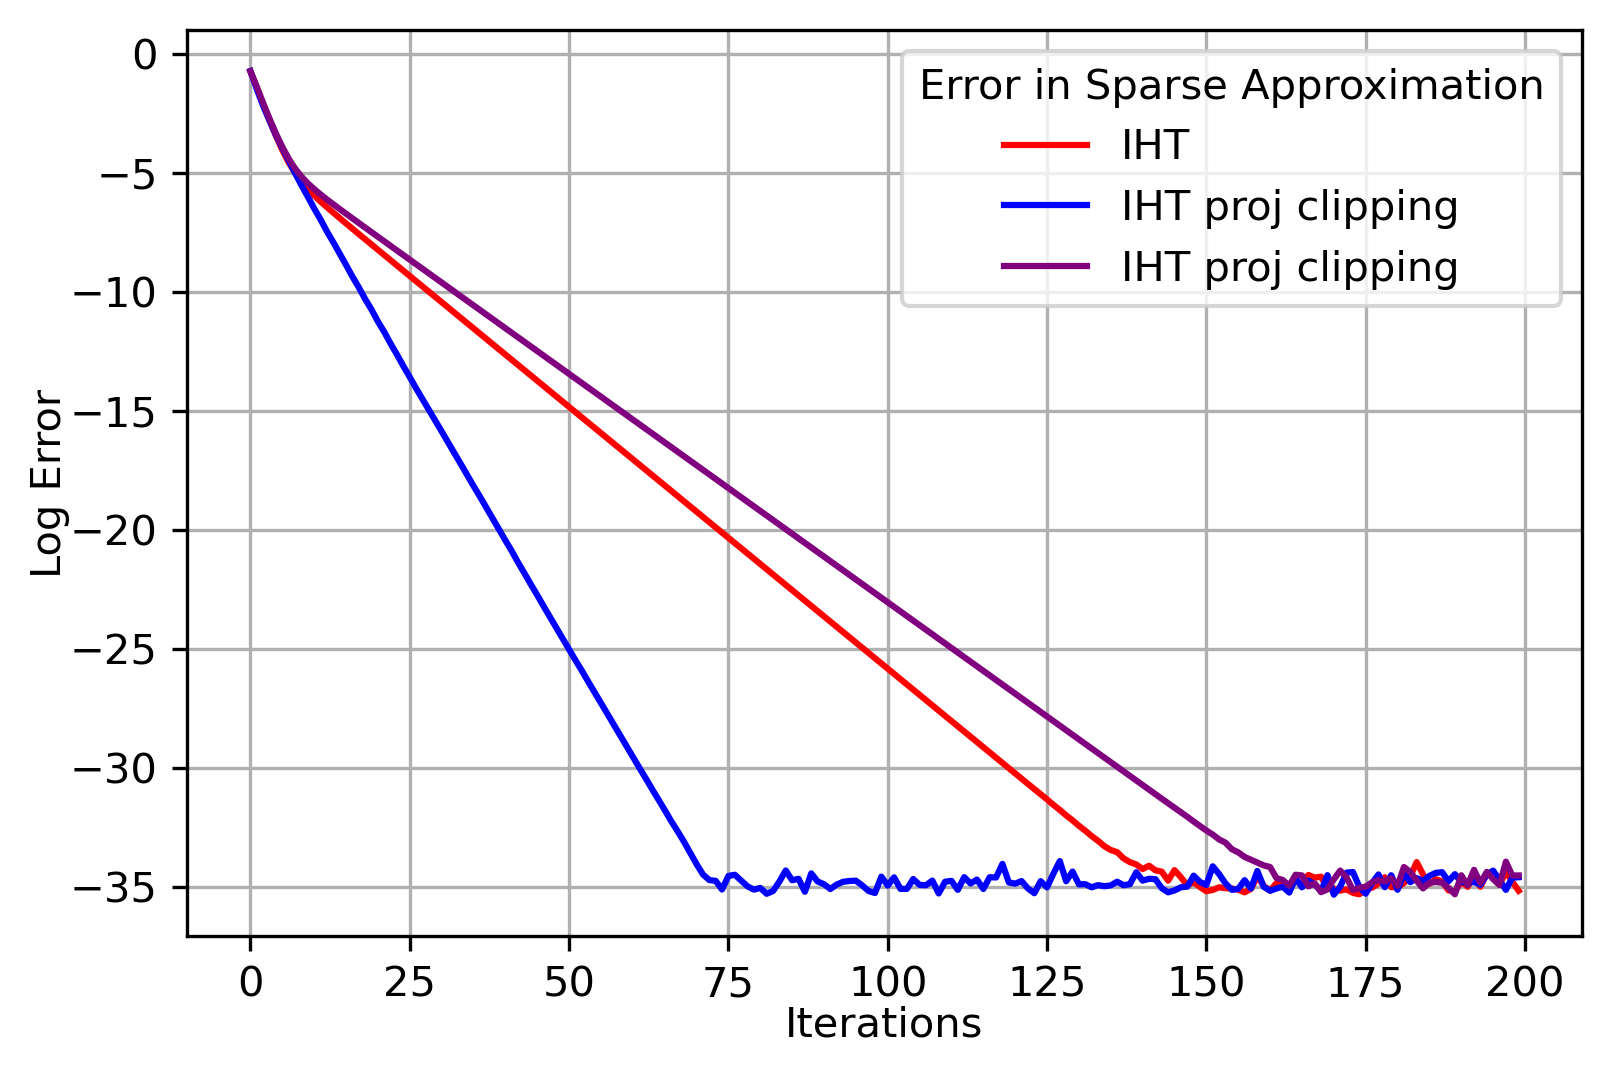 Error in Sparse Approximation
IHT
IHT proj clipping
IHT proj clipping
Log Error
0
−5
−10
−15
−20
−25
−30
−35
0 25 50 75 100 125 150 175 200
Iterations